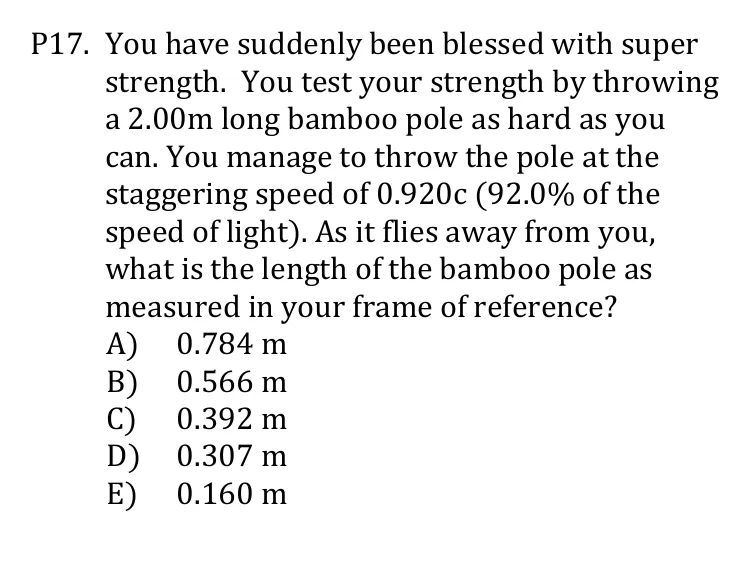 P17. You have suddenly been blessed with super
strength. You test your strength by throwing
a 2.00m long bamboo pole as hard as you
can. You manage to throw the pole at the
staggering speed of 0.920c (92.0% of the
speed of light). As it flies away from you,
what is the length of the bamboo pole as
measured in your frame of reference?
A) 0.784 m
B) 0.566 m
C) 0.392 m
D) 0.307 m
E) 0.160 m